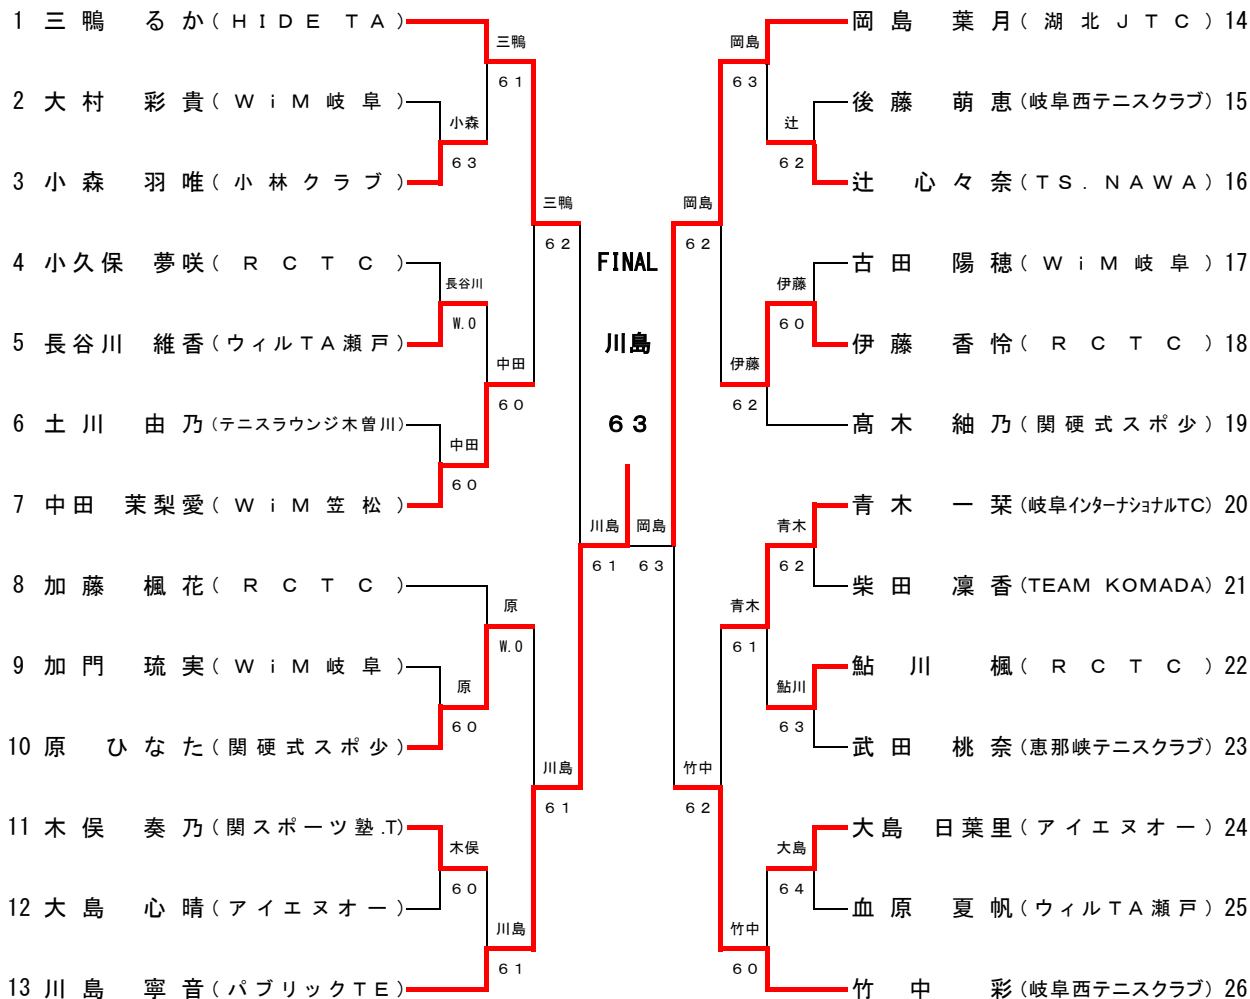 1 三鴨 るか(HIDE TA)
2 大村 彩貴(WiM岐阜)
3 小森 羽唯(小林クラブ)
4 小久保 夢咲(RCTC)
5 長谷川 維香(ウィルTA瀬戸)
6 土川 由乃(テニスラウンジ木曽川)
7 中田 茉梨愛(WiM笠松)
8 加藤 楓花(RCTC)
9 加門 琉実(WiM岐阜)
10 原 ひなた(関硬式スポ少)
11 木俣 奏乃(関スポーツ塾.T)
12 大島 心晴(アイエヌオー)
13 川島 寧音(パブリックTE)
小森
63
長谷川
W.0
中田
60
原
60
木俣
60
三鴨
61
中田
60
原
W.0
川島
61
三鴨
62
川島
61
川島
61
FINAL
川島
63
岡島
63
岡島
62
竹中
62
岡島
63
伊藤
62
青木
61
竹中
60
辻
62
伊藤
60
青木
62
鮎川
63
大島
64
岡島 葉月(湖北JTC) 14
後藤 萌恵(岐阜西テニスクラブ) 15
辻 心々奈(TS.NAWA) 16
古田 陽穂(WiM岐阜) 17
伊藤 香怜(RCTC) 18
髙木 紬乃(関硬式スポ少) 19
青木 一栞(岐阜インターナショナルTC) 20
柴田 凜香(TEAM KOMADA) 21
鮎川 楓(RCTC) 22
武田 桃奈(恵那峡テニスクラブ) 23
大島 日葉里(アイエヌオー) 24
血原 夏帆(ウィルTA瀬戸) 25
竹中 彩(岐阜西テニスクラブ) 26